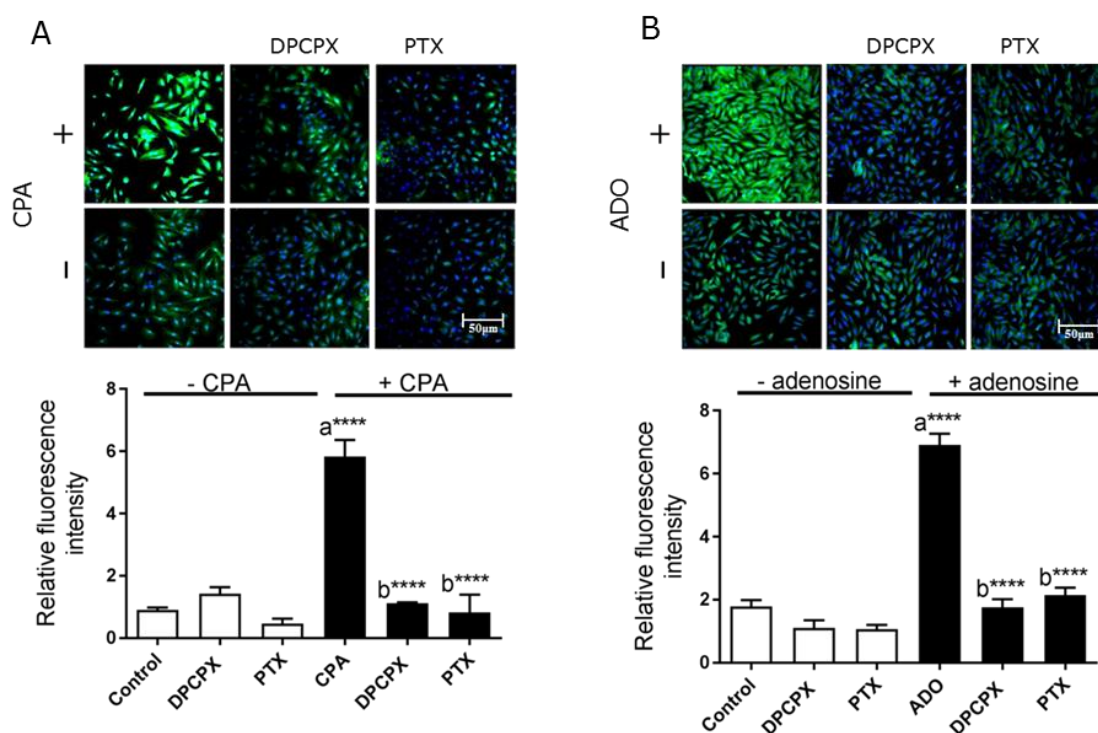 A
DPCPX PTX
+
CPA
−
50μm
- CPA + CPA
8
6
4
2
0
Relative fluorescence
intensity
a****
b****
b****
Control
DPCPX
PTX
CPA
DPCPX
PTX
B
DPCPX PTX
+
ADO
−
50μm
- adenosine + adenosine
8
6
4
2
0
Relative fluorescence
intensity
a****
b****
b****
Control
DPCPX
PTX
ADO
DPCPX
PTX